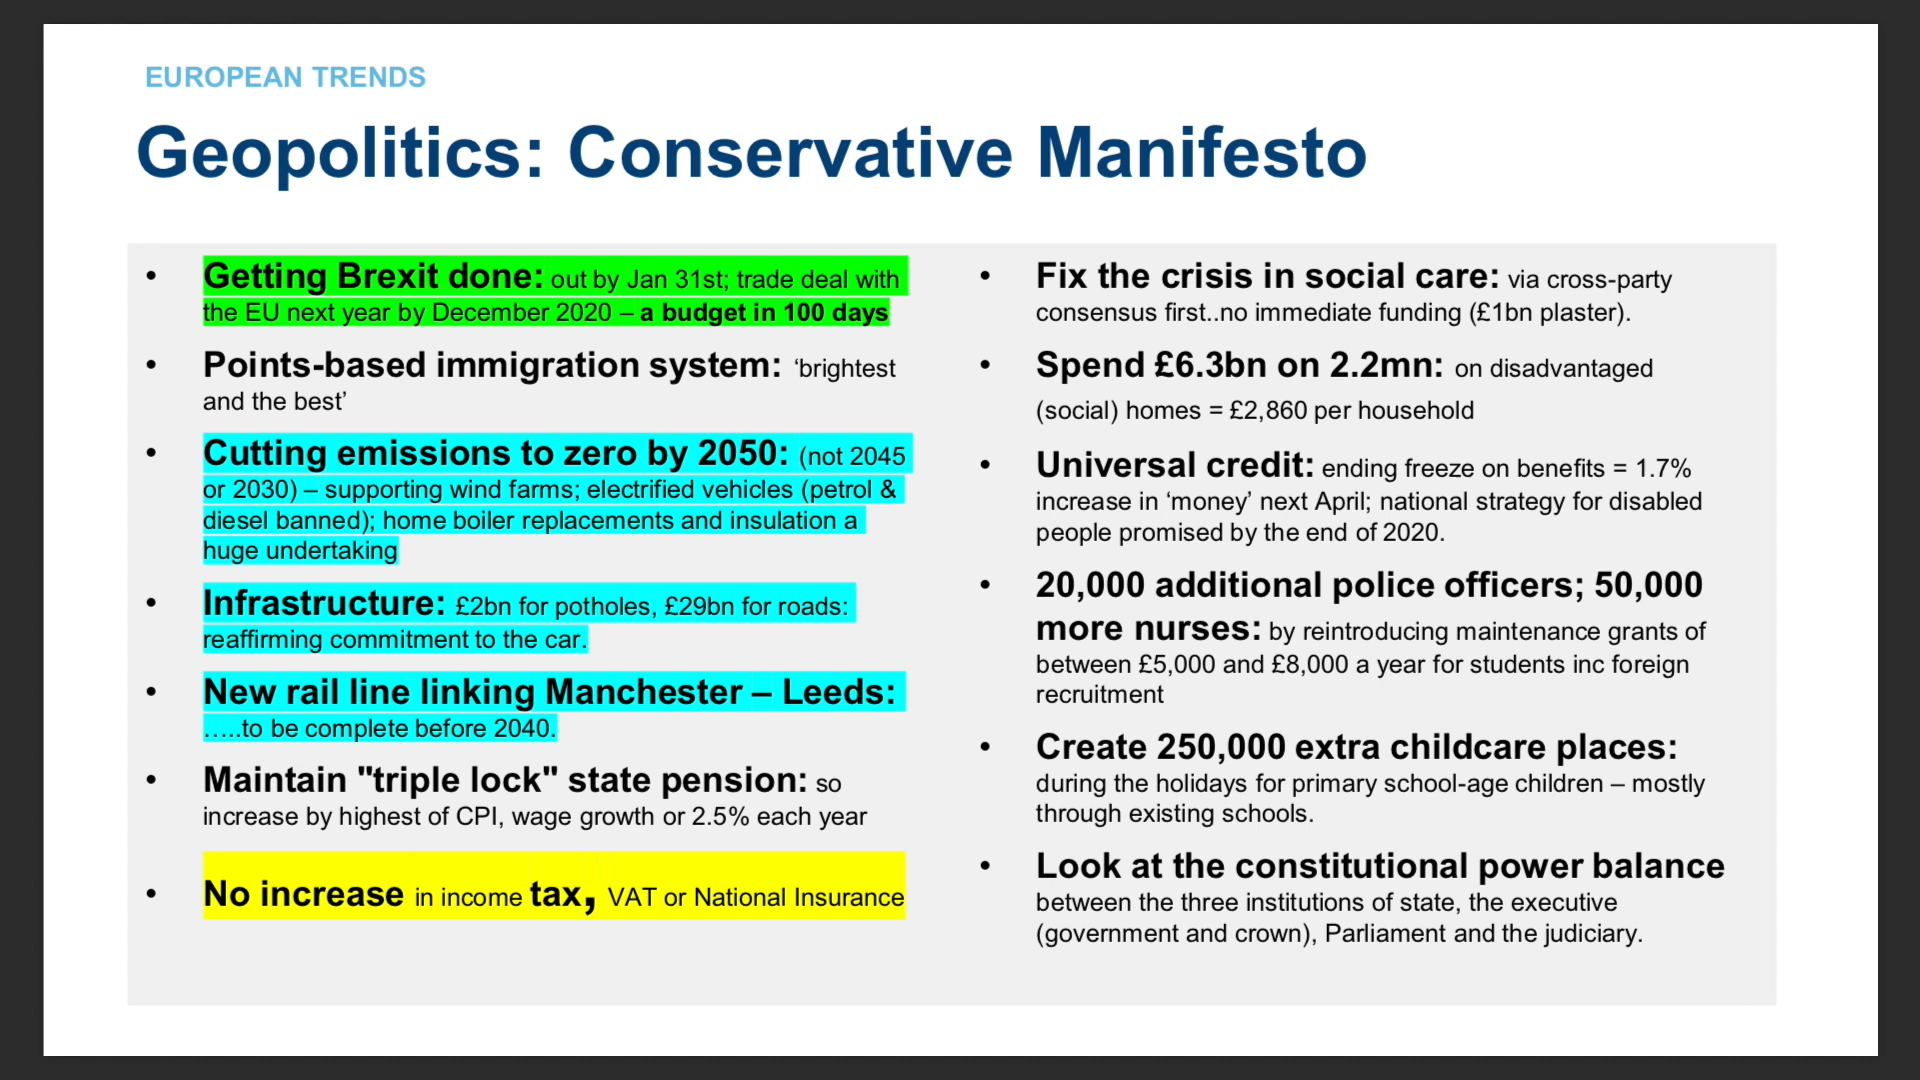 EUROPEAN TRENDS
Geopolitics: Conservative Manifesto
• Getting Brexit done: out by Jan 31st; trade deal with
the EU next year by December 2020 – a budget in 100 days
• Points-based immigration system: ‘brightest
and the best’
• Cutting emissions to zero by 2050: (not 2045
or 2030) – supporting wind farms; electrified vehicles (petrol &
diesel banned); home boiler replacements and insulation a
huge undertaking
• Infrastructure: £2bn for potholes, £29bn for roads:
reaffirming commitment to the car.
• New rail line linking Manchester – Leeds:
…..to be complete before 2040.
• Maintain "triple lock" state pension: so
increase by highest of CPI, wage growth or 2.5% each year
• No increase in income tax, VAT or National Insurance
• Fix the crisis in social care: via cross-party
consensus first..no immediate funding (£1bn plaster).
• Spend £6.3bn on 2.2mn: on disadvantaged
(social) homes = £2,860 per household
• Universal credit: ending freeze on benefits = 1.7%
increase in ‘money’ next April; national strategy for disabled
people promised by the end of 2020.
• 20,000 additional police officers; 50,000
more nurses: by reintroducing maintenance grants of
between £5,000 and £8,000 a year for students inc foreign
recruitment
• Create 250,000 extra childcare places:
during the holidays for primary school-age children – mostly
through existing schools.
• Look at the constitutional power balance
between the three institutions of state, the executive
(government and crown), Parliament and the judiciary.